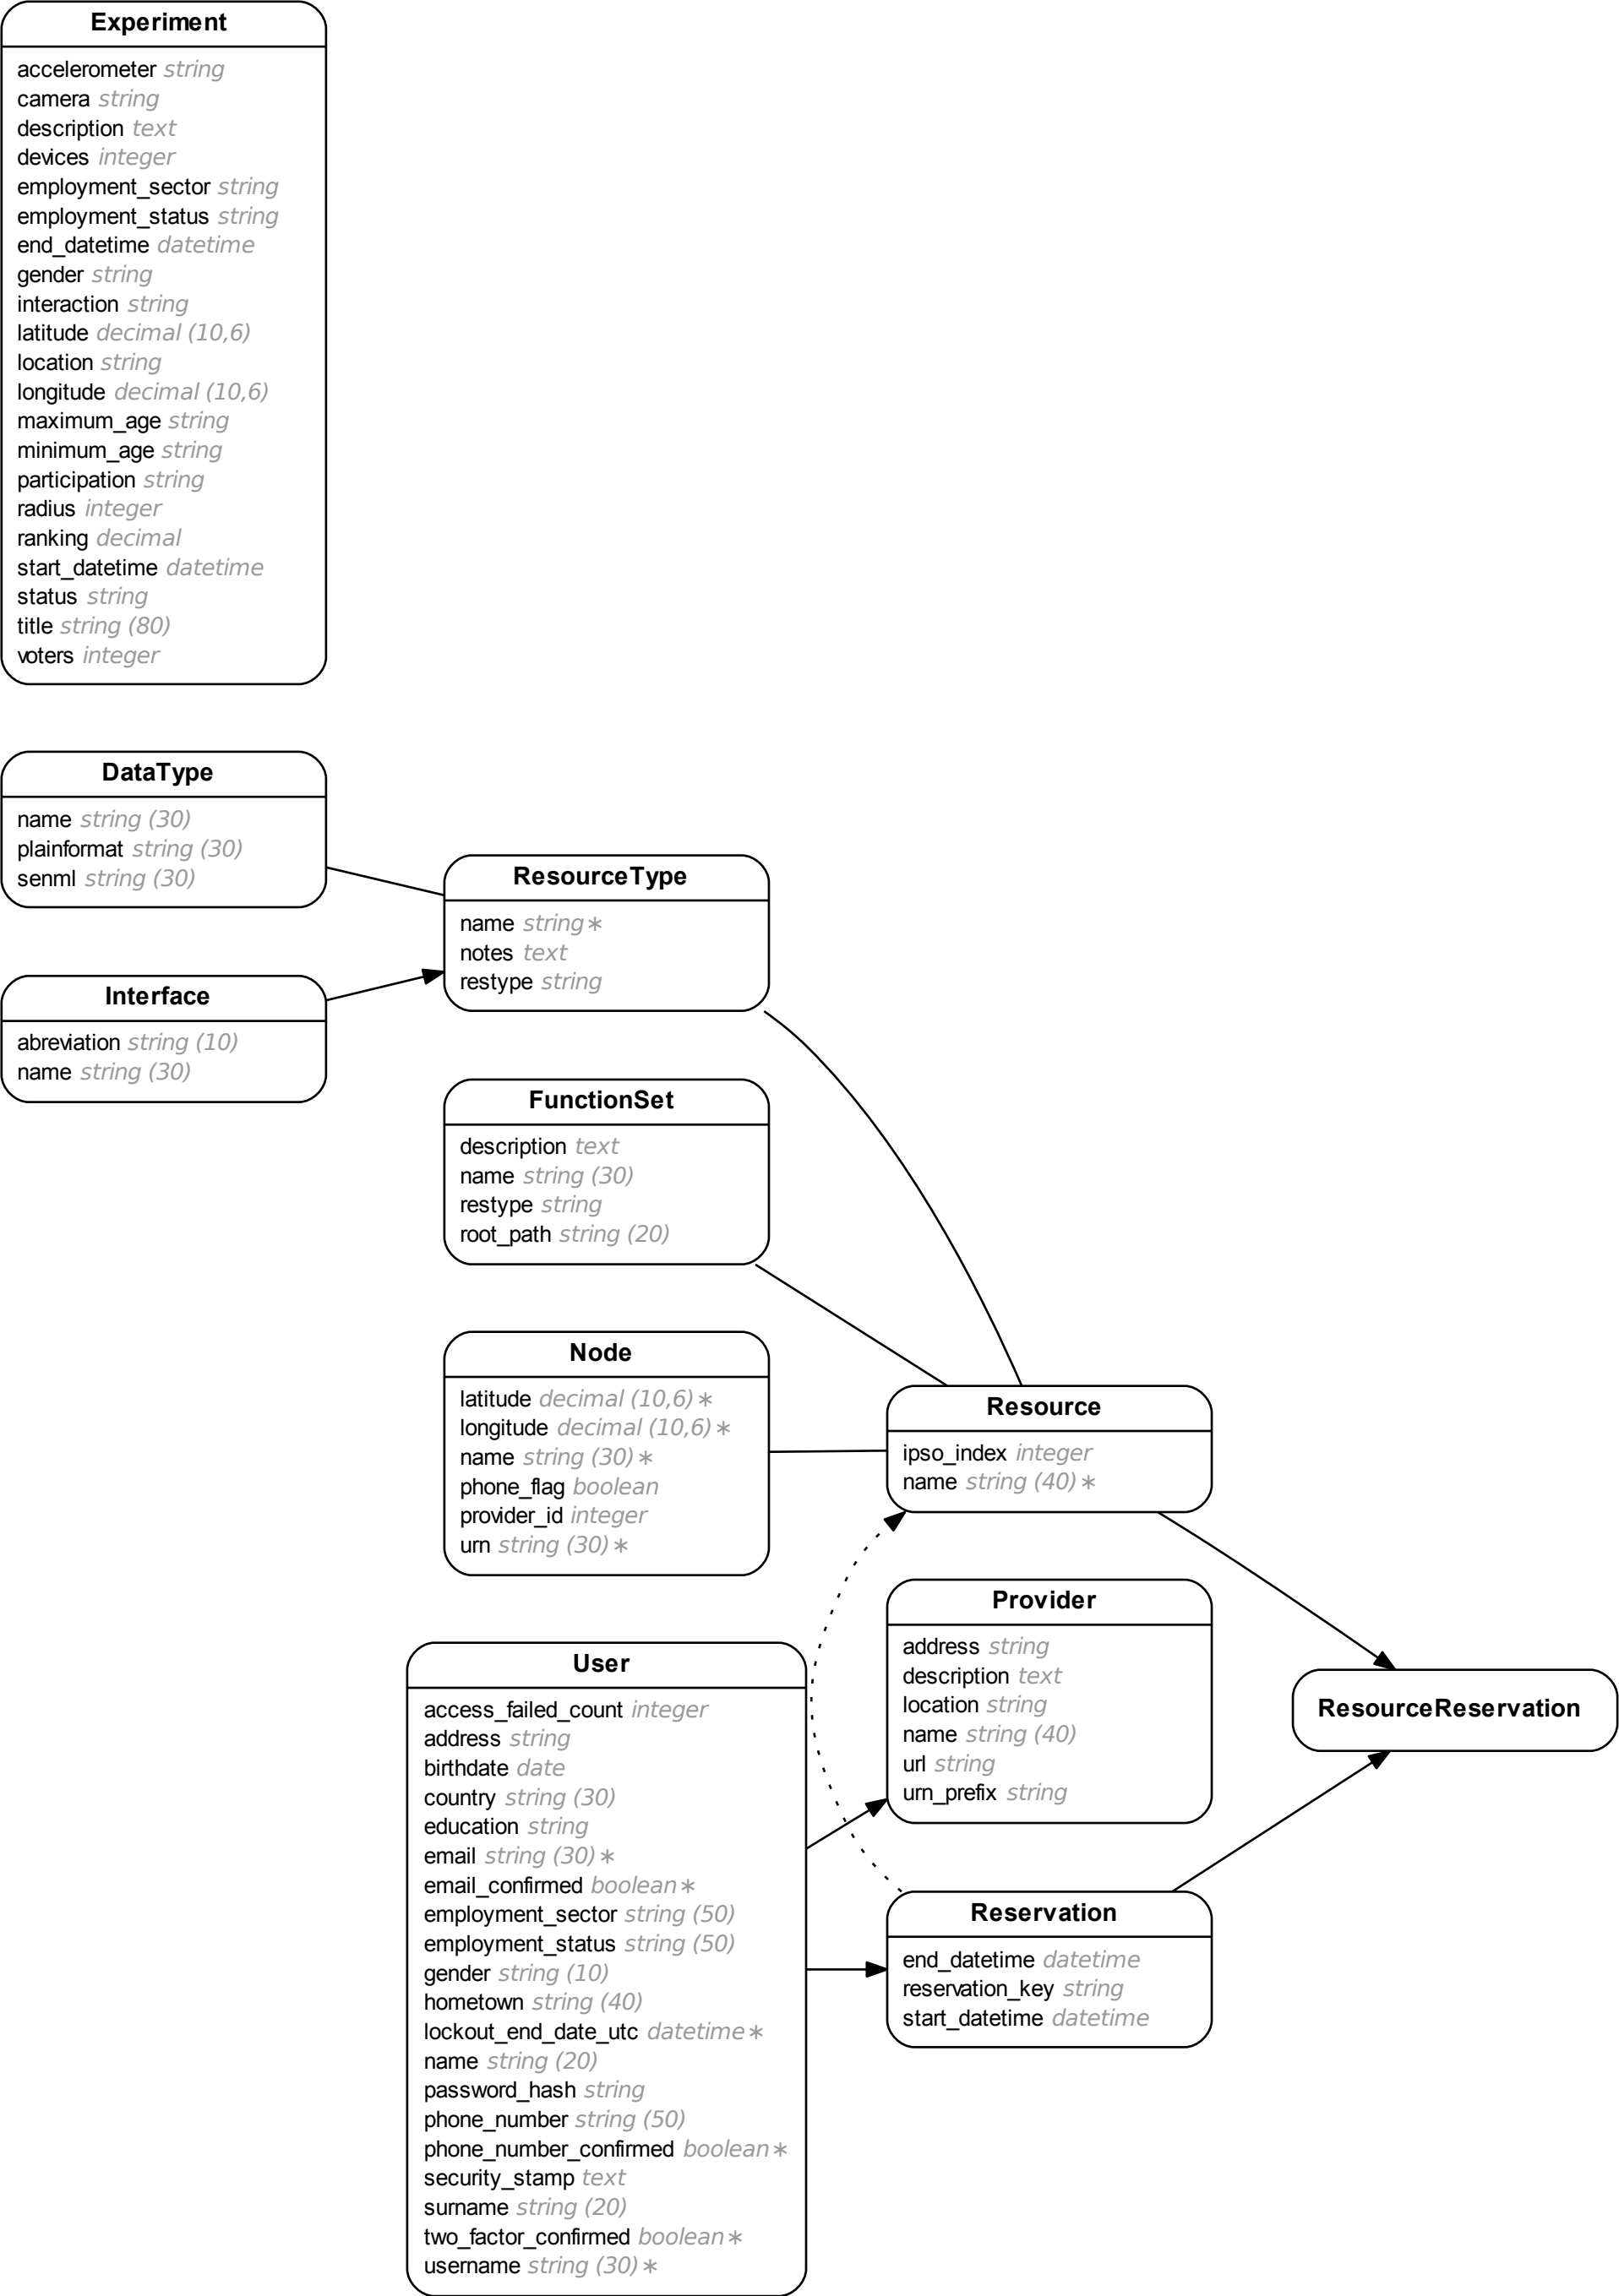 Experiment
accelerometer string
camera string
description text
devices integer
employment_sector string
employment_status string
end_datetime datetime
gender string
interaction string
latitude decimal (10,6)
location string
longitude decimal (10,6)
maximum_age string
minimum_age string
participation string
radius integer
ranking decimal
start_datetime datetime
status string
title string (80)
voters integer
DataType
name string (30)
plainformat string (30)
senml string (30)
Interface
abreviation string (10)
name string (30)
ResourceType
name string ∗
notes text
restype string
FunctionSet
description text
name string (30)
restype string
root_path string (20)
Node
latitude decimal (10,6) ∗
longitude decimal (10,6) ∗
name string (30) ∗
phone_flag boolean
provider_id integer
urn string (30) ∗
User
access_failed_count integer
address string
birthdate date
country string (30)
education string
email string (30) ∗
email_confirmed boolean ∗
employment_sector string (50)
employment_status string (50)
gender string (10)
hometown string (40)
lockout_end_date_utc datetime ∗
name string (20)
password_hash string
phone_number string (50)
phone_number_confirmed boolean ∗
security_stamp text
surname string (20)
two_factor_confirmed boolean ∗
username string (30) ∗
Resource
ipso_index integer
name string (40) ∗
Provider
address string
description text
location string
name string (40)
url string
urn_prefix string
Reservation
end_datetime datetime
reservation_key string
start_datetime datetime
ResourceReservation